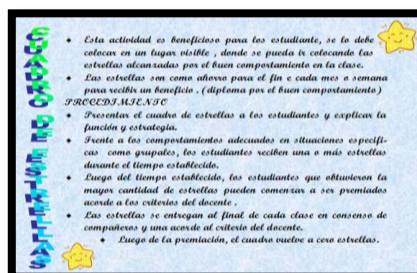 CUADRO DE ESTRELLAS
• Esta actividad es beneficioso para los estudiante, se lo debe
colocar en un lugar visible , donde se pueda ir colocando las
estrellas alcanzadas por el buen comportamiento en la clase.
• Las estrellas son como ahorro para el fin e cada mes o semana
para recibir un beneficio . (diploma por el buen comportamiento)
PROCEDIMIENTO
• Presentar el cuadro de estrellas a los estudiantes y explicar la
función y estrategia.
• Frente a los comportamientos adecuados en situaciones específi-
cas como grupales, los estudiantes reciben una o más estrellas
durante el tiempo establecido.
• Luego del tiempo establecido, los estudiantes que obtuvieron la
mayor cantidad de estrellas pueden comenzar a ser premiados
acorde a los criterios del docente .
• Las estrellas se entregan al final de cada clase en consenso de
compañeros y una acorde al criterio del docente.
• Luego de la premiación, el cuadro vuelve a cero estrellas.